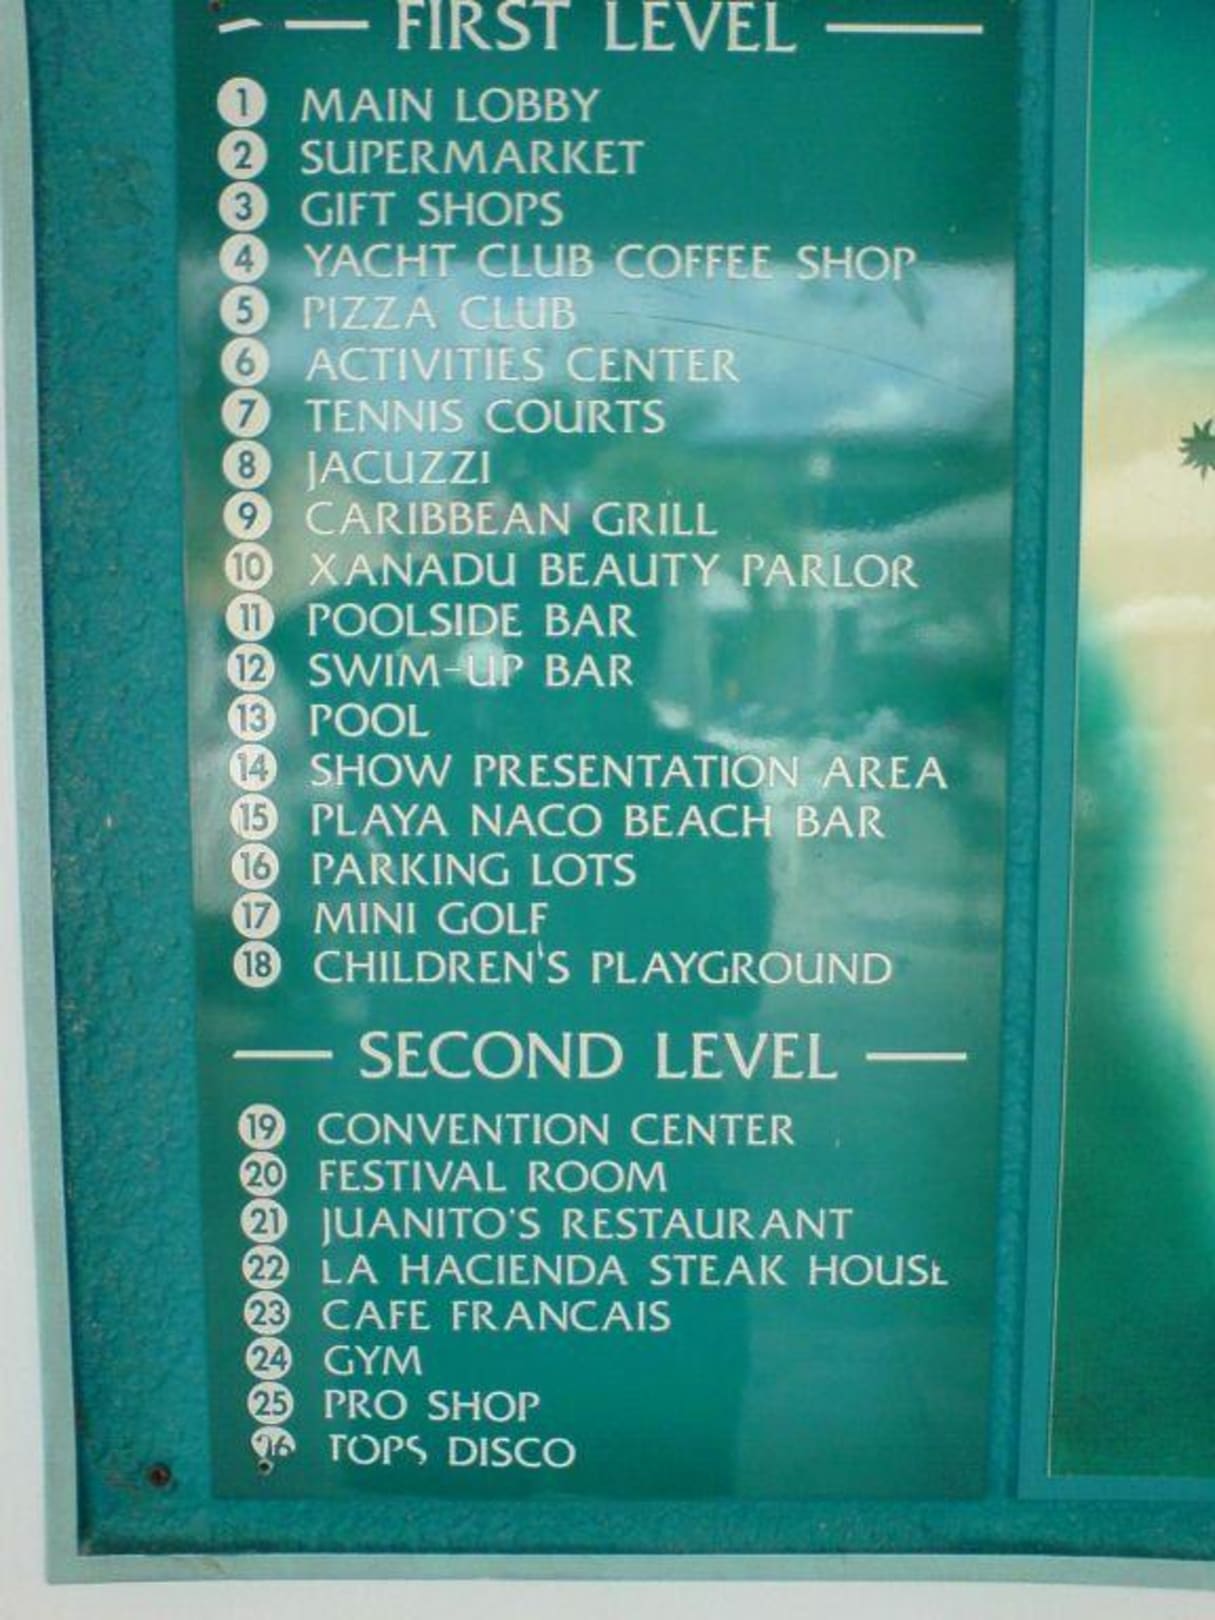 FIRST LEVEL
1 MAIN LOBBY
2 SUPERMARKET
3 GIFT SHOPS
4 YACHT CLUB COFFEE SHOP
5 PIZZA CLUB
6 ACTIVITIES CENTER
7 TENNIS COURTS
8 JACUZZI
9 CARIBBEAN GRILL
10 XANADU BEAUTY PARLOR
11 POOLSIDE BAR
12 SWIM-UP BAR
13 POOL
14 SHOW PRESENTATION AREA
15 PLAYA NACO BEACH BAR
16 PARKING LOTS
17 MINI GOLF
18 CHILDREN'S PLAYGROUND
SECOND LEVEL
19 CONVENTION CENTER
20 FESTIVAL ROOM
21 JUANITO'S RESTAURANT
22 LA HACIENDA STEAK HOUSE
23 CAFE FRANCAIS
24 GYM
25 PRO SHOP
26 TOPS DISCO